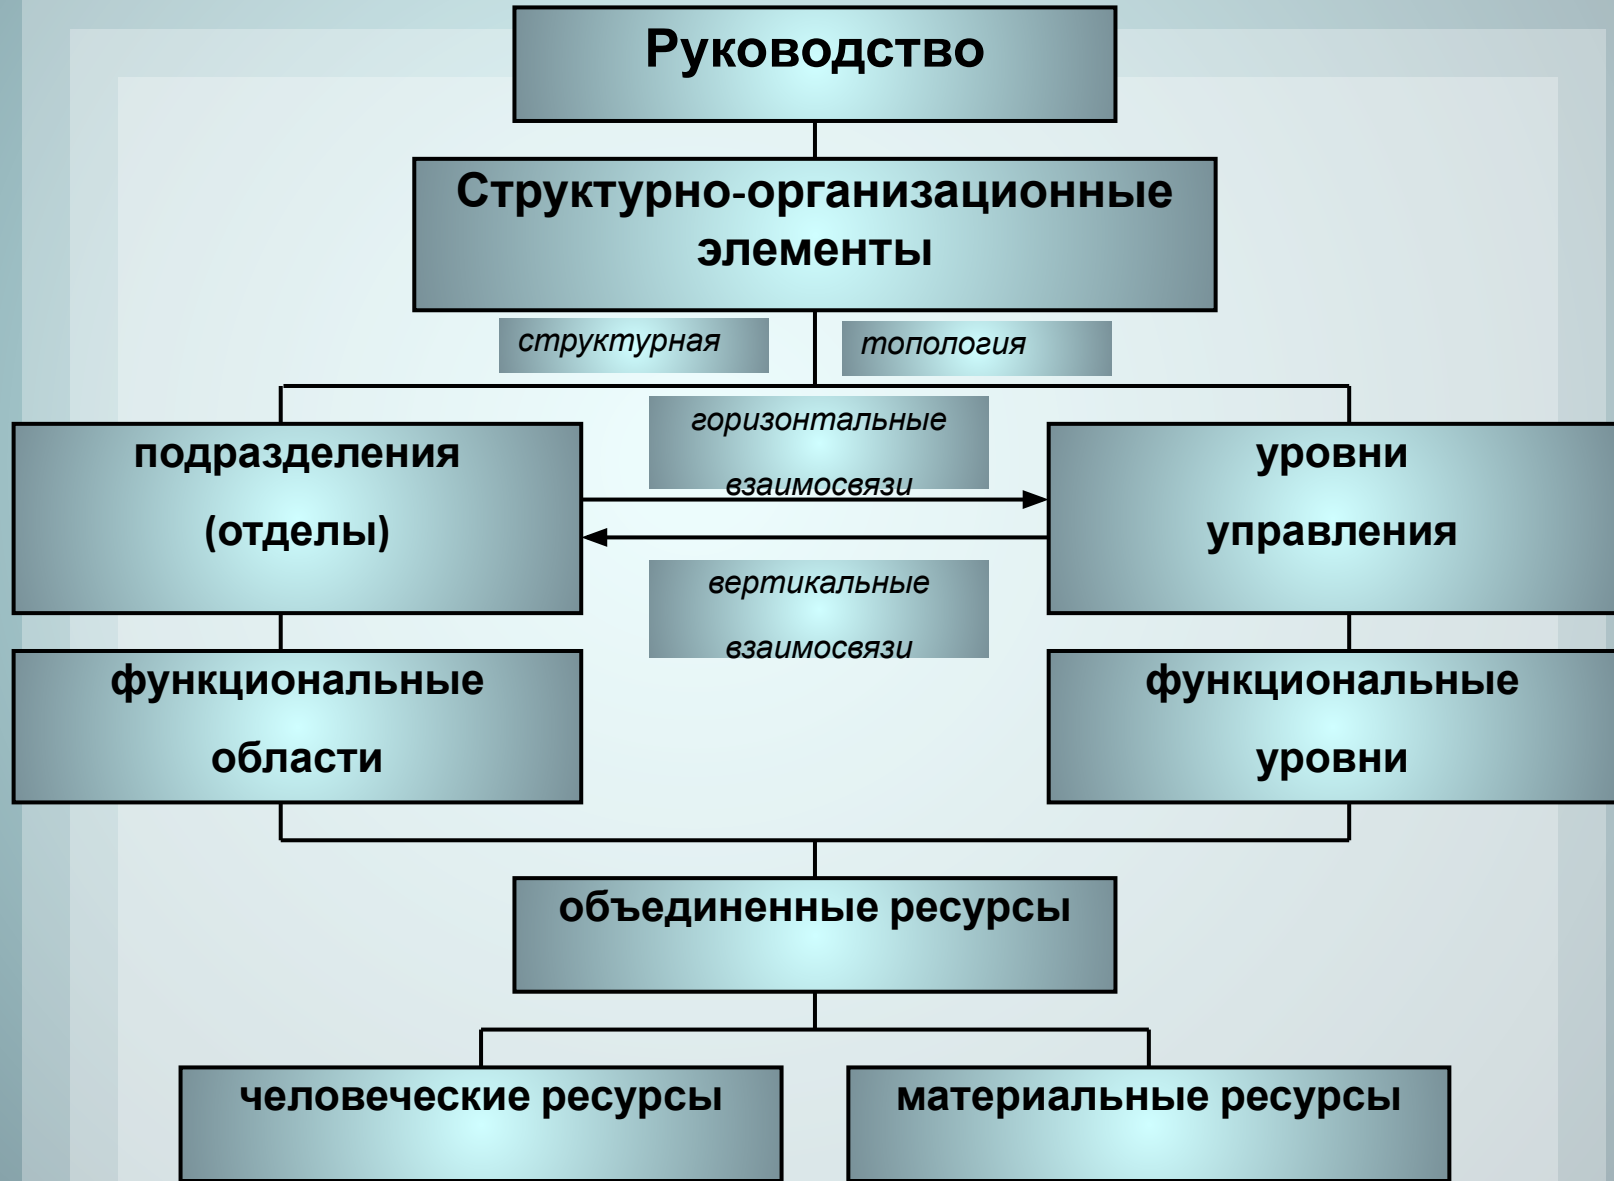 Руководство
Структурно-организационные
элементы
структурная
топология
горизонтальные
взаимосвязи
подразделения
(отделы)
уровни
управления
вертикальные
взаимосвязи
функциональные
области
функциональные
уровни
объединенные ресурсы
человеческие ресурсы
материальные ресурсы